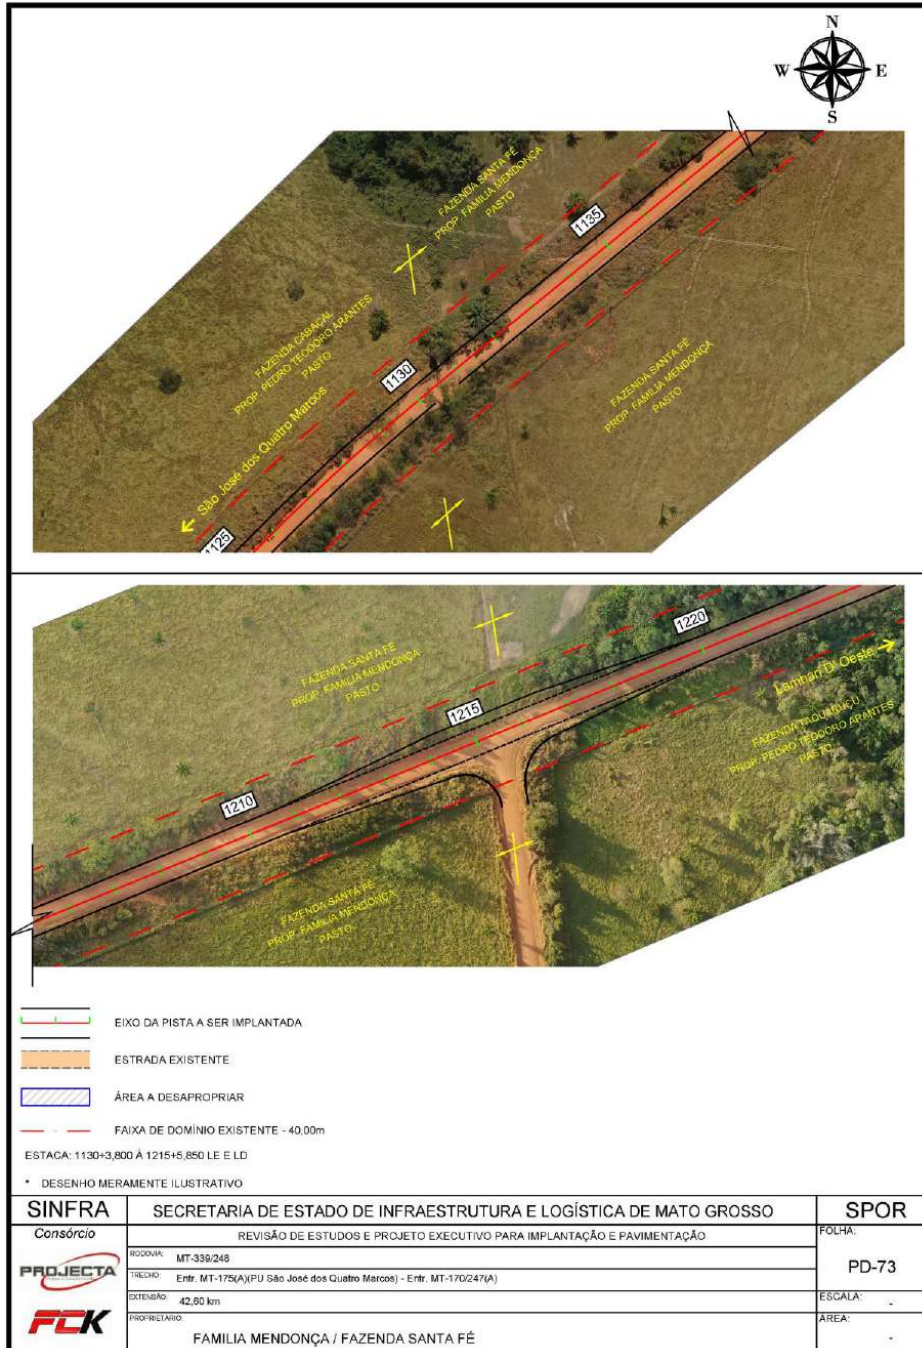 N
W E
S
FAZENDA SANTA FÉ
PROP. FAMILIA MENDONÇA
PASTO
1135
FAZENDA CABAÇAL
PROP. PEDRO TEODORO ARANTES
PASTO
1130
FAZENDA SANTA FÉ
PROP. FAMILIA MENDONÇA
PASTO
São José dos Quatro Marcos
1125
1220
FAZENDA SANTA FÉ
PROP. FAMILIA MENDONÇA
PASTO
Lambari D' Oeste
1215
FAZENDA TAQUARUÇU
PROP. PEDRO TEODORO ARANTES
PASTO
1210
FAZENDA SANTA FÉ
PROP. FAMILIA MENDONÇA
PASTO
EIXO DA PISTA A SER IMPLANTADA
ESTRADA EXISTENTE
ÁREA A DESAPROPRIAR
FAIXA DE DOMÍNIO EXISTENTE - 40,00m
ESTACA: 1130+3,800 À 1215+5,850 LE E LD
* DESENHO MERAMENTE ILUSTRATIVO
SINFRA
SECRETARIA DE ESTADO DE INFRAESTRUTURA E LOGÍSTICA DE MATO GROSSO
SPOR
Consórcio
REVISÃO DE ESTUDOS E PROJETO EXECUTIVO PARA IMPLANTAÇÃO E PAVIMENTAÇÃO
FOLHA:
PD-73
PROJECTA
RODOVIA: MT-339/248
TRECHO: Entr. MT-175(A)(PU São José dos Quatro Marcos) - Entr. MT-170/247(A)
EXTENSÃO: 42,60 km
ESCALA: -
FCK
PROPRIETÁRIO:
FAMILIA MENDONÇA / FAZENDA SANTA FÉ
ÁREA: -